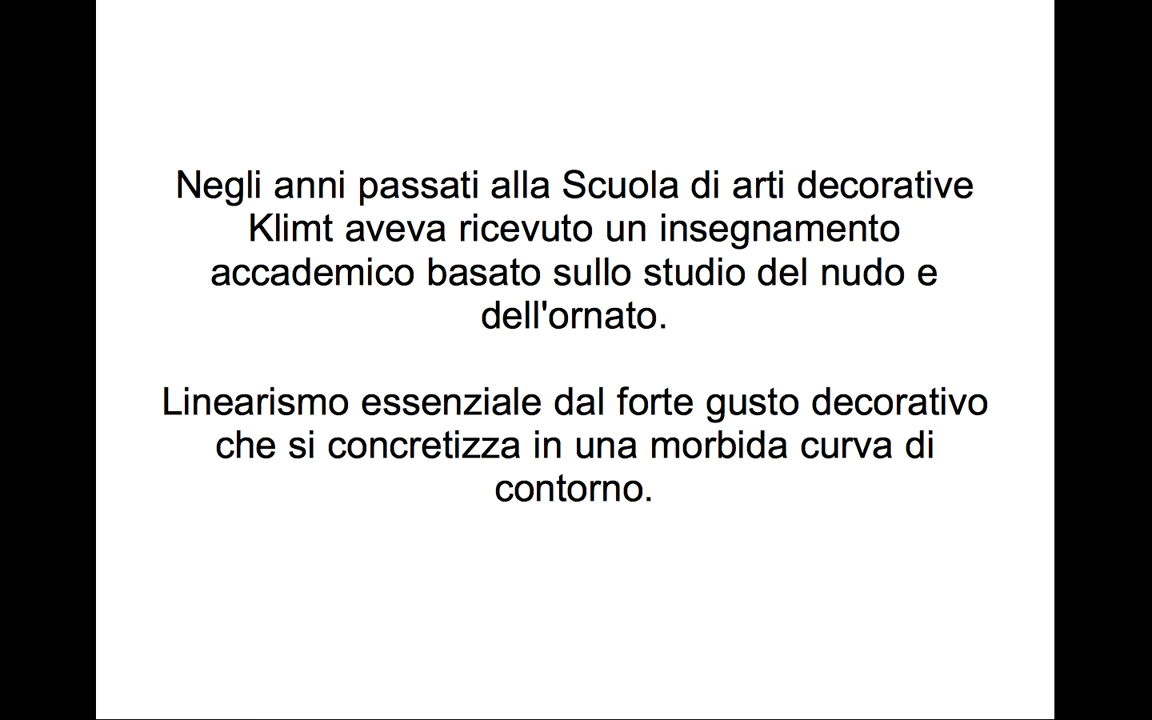 Negli anni passati alla Scuola di arti decorative
Klimt aveva ricevuto un insegnamento
accademico basato sullo studio del nudo e
dell'ornato.
Linearismo essenziale dal forte gusto decorativo
che si concretizza in una morbida curva di
contorno.